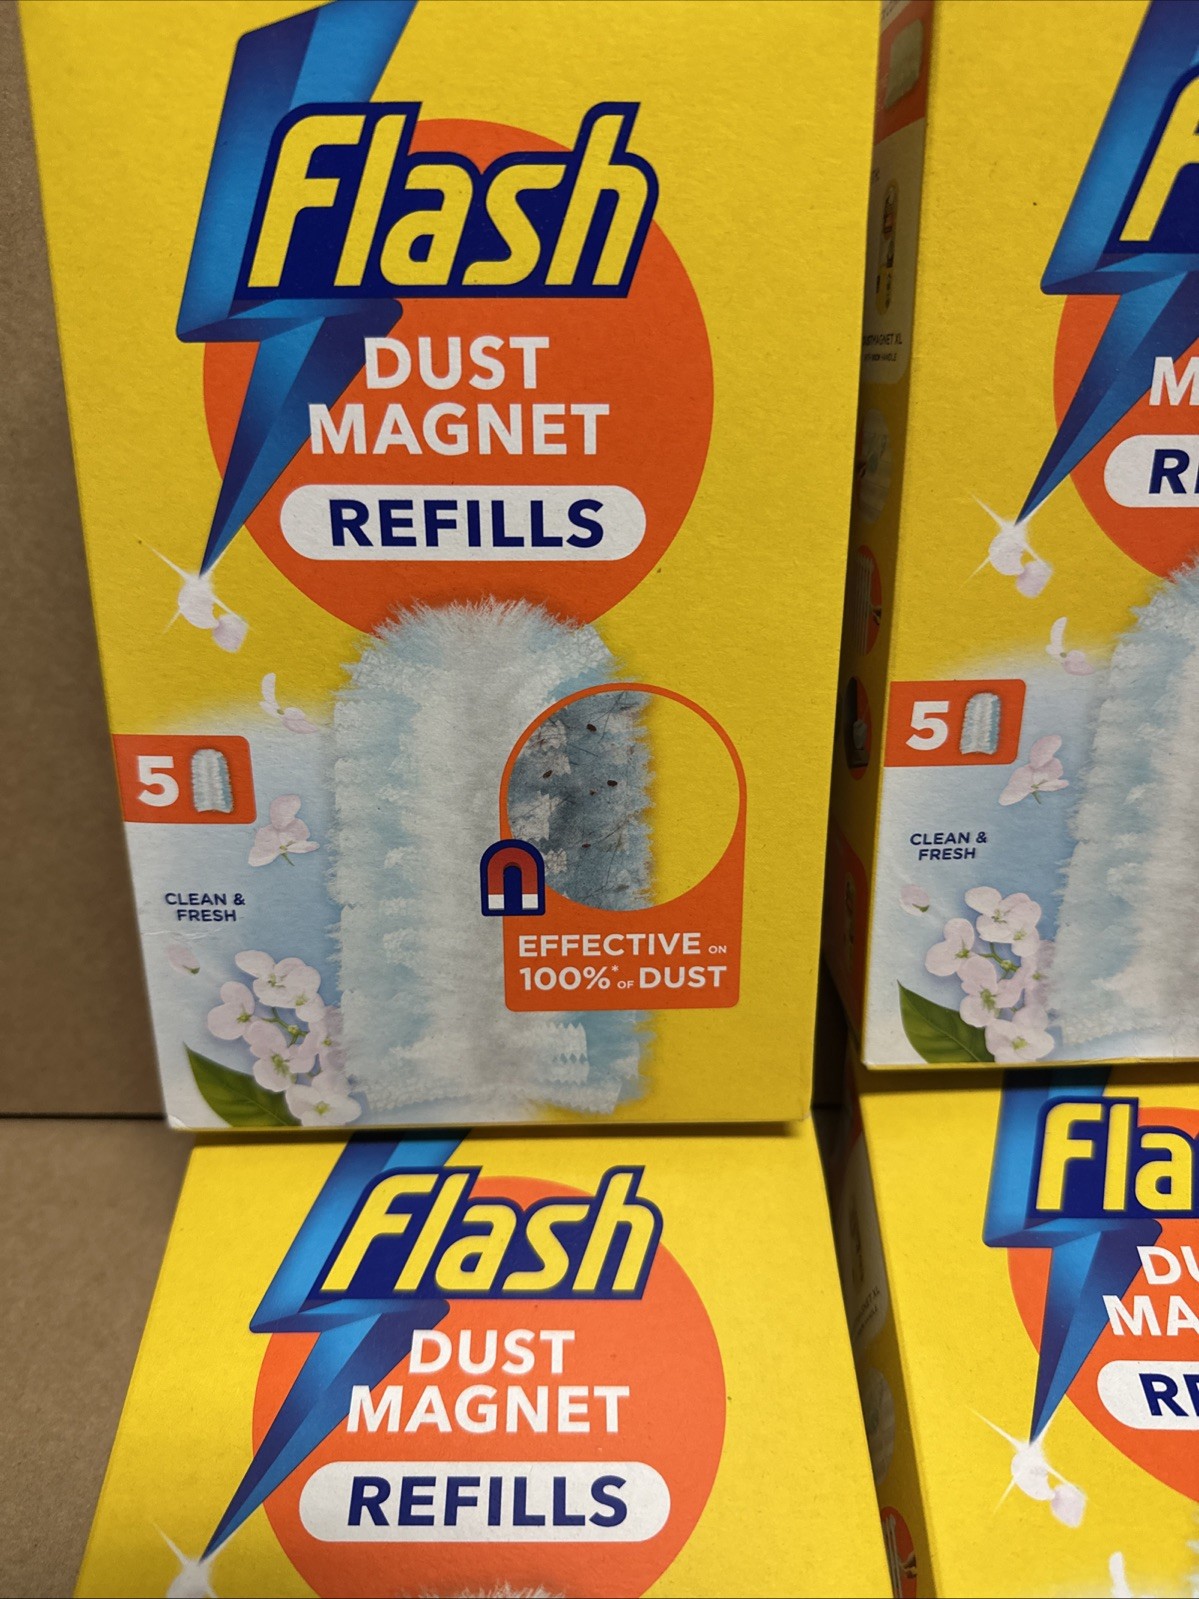 Flash
DUST
MAGNET
REFILLS
5
CLEAN &
FRESH
EFFECTIVE ON
100%* OF DUST
5
CLEAN &
FRESH
Flash
DUST
MAGNET
REFILLS